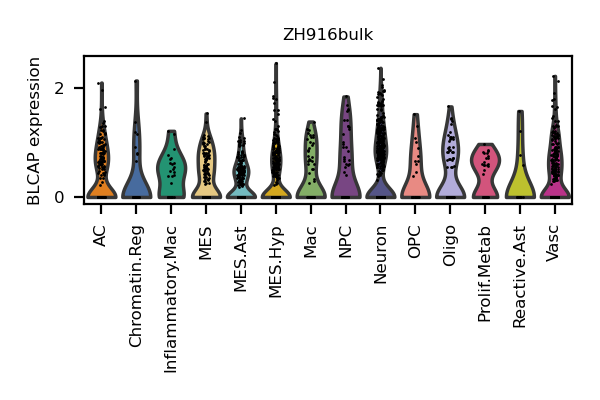 ZH916bulk
BLCAP expression
2
0
AC
Chromatin.Reg
Inflammatory.Mac
MES
MES.Ast
MES.Hyp
Mac
NPC
Neuron
OPC
Oligo
Prolif.Metab
Reactive.Ast
Vasc